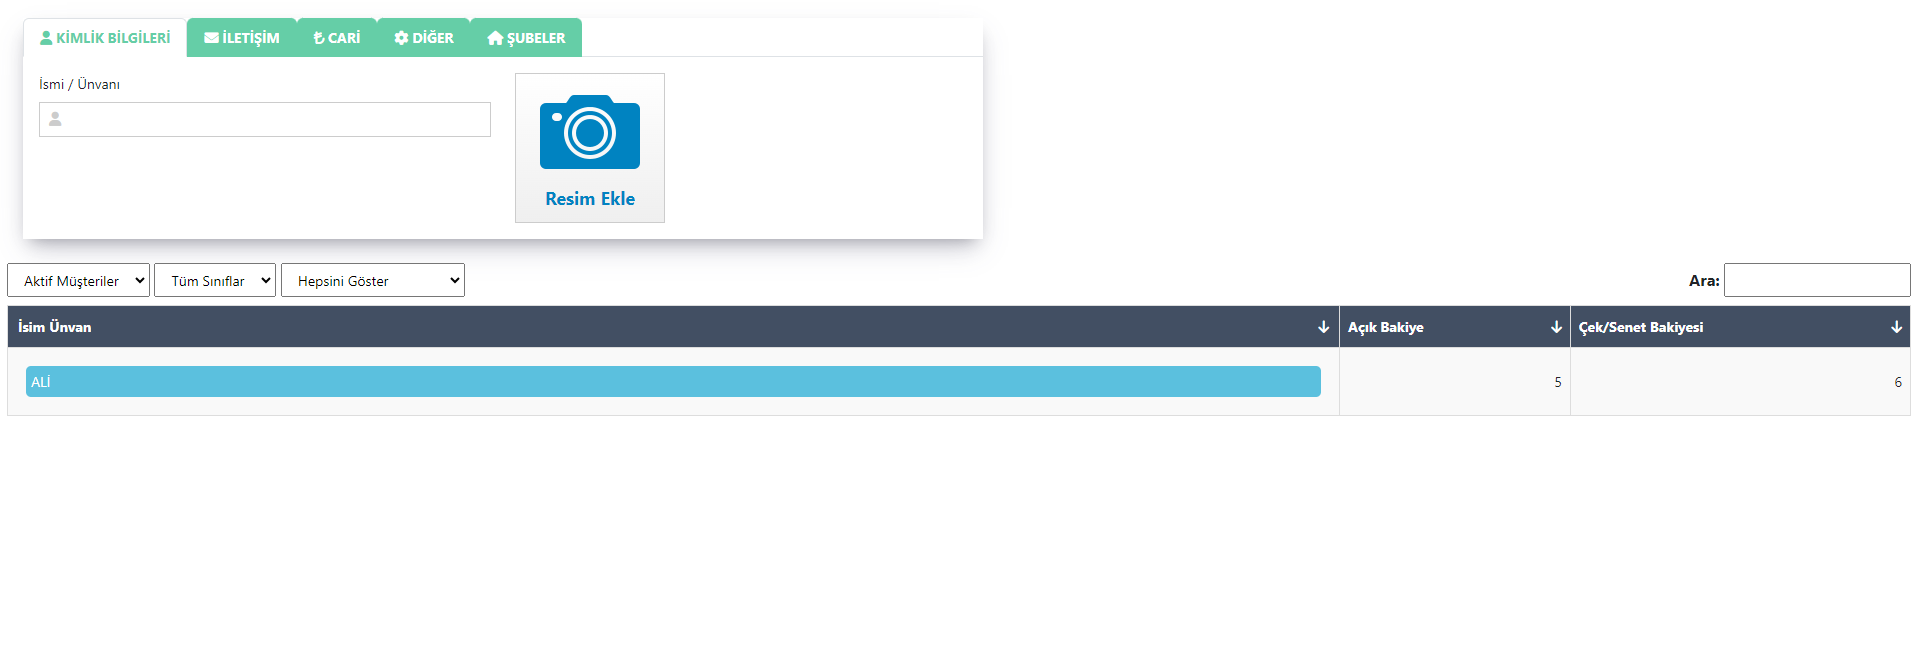 KİMLİK BİLGİLERİ İLETİŞİM CARİ DİĞER ŞUBELER
İsmi / Ünvanı
Resim Ekle
Aktif Müşteriler Tüm Sınıflar Hepsini Göster Ara:
İsim Ünvan Açık Bakiye Çek/Senet Bakiyesi
ALİ 5 6